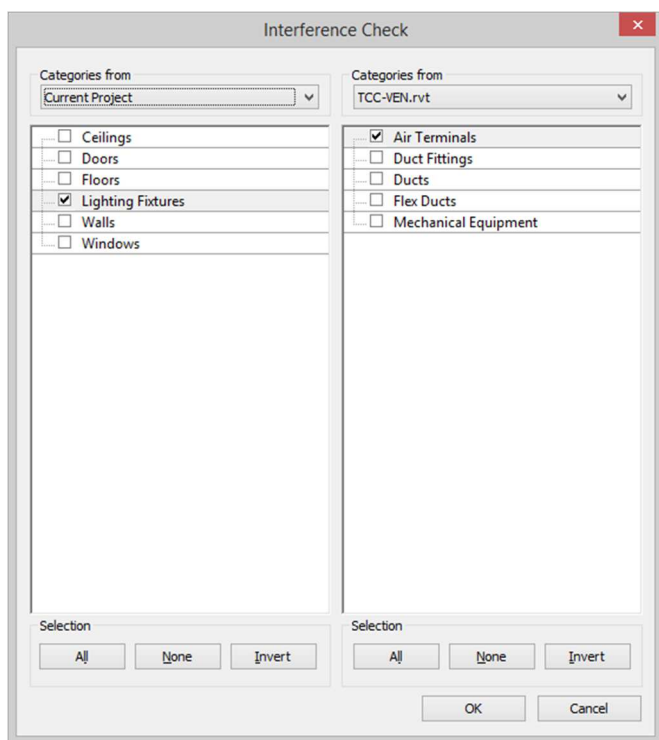 Interference Check
Categories from
Current Project
Ceilings
Doors
Floors
Lighting Fixtures
Walls
Windows
Selection
All
None
Invert
Categories from
TCC-VEN.rvt
Air Terminals
Duct Fittings
Ducts
Flex Ducts
Mechanical Equipment
Selection
All
None
Invert
OK
Cancel